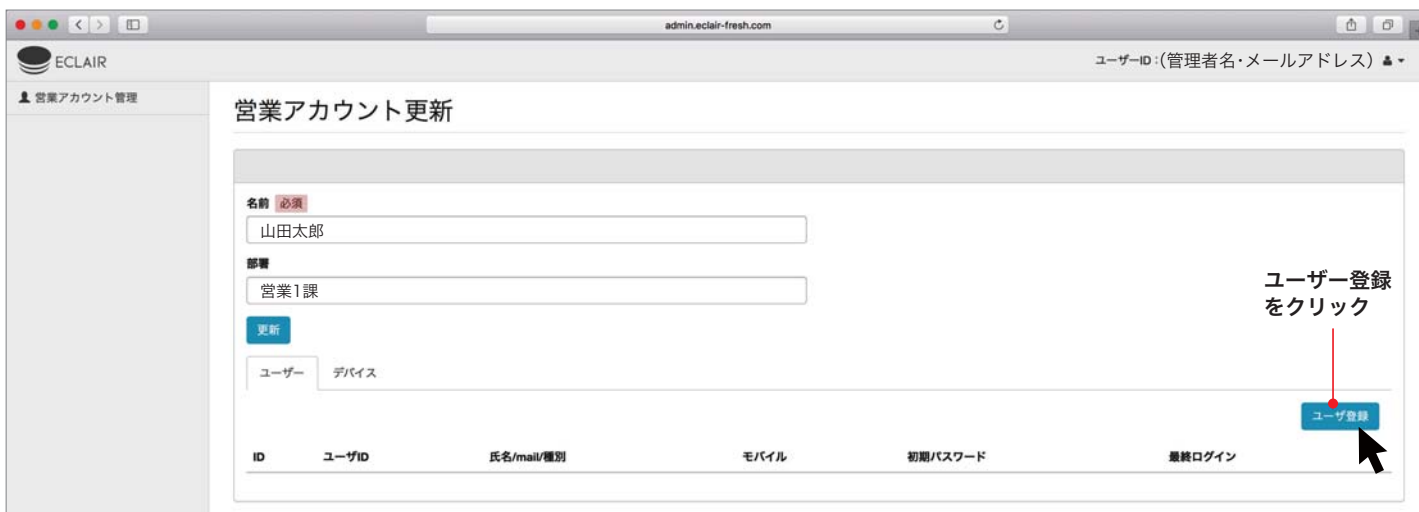 admin.eclair-fresh.com
ECLAIR
ユーザーID:(管理者名・メールアドレス)
営業アカウント管理
営業アカウント更新
名前 必須
山田太郎
部署
営業1課
更新
ユーザー登録
をクリック
ユーザー デバイス
ユーザ登録
ID ユーザID 氏名/mail/種別 モバイル 初期パスワード 最終ログイン